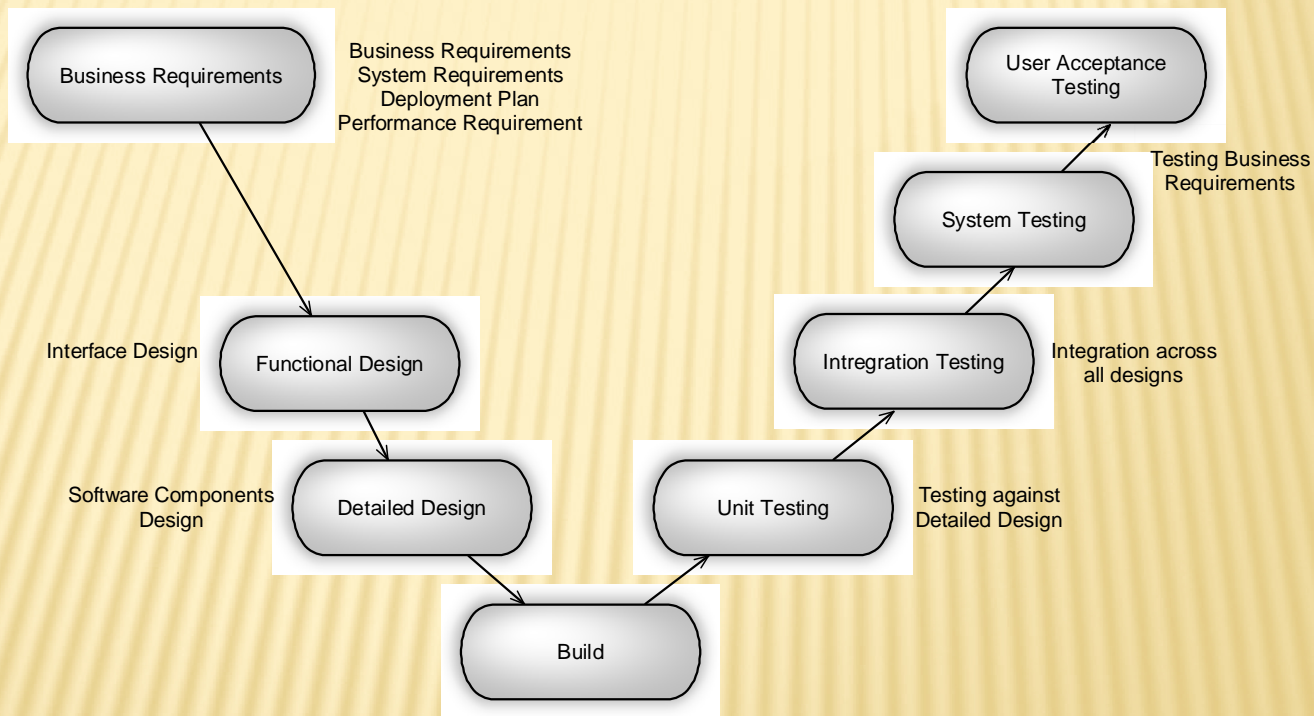 Business Requirements
Business Requirements
System Requirements
Deployment Plan
Performance Requirement
User Acceptance
Testing
Testing Business
Requirements
System Testing
Interface Design
Functional Design
Intregration Testing
Integration across
all designs
Software Components
Design
Detailed Design
Unit Testing
Testing against
Detailed Design
Build